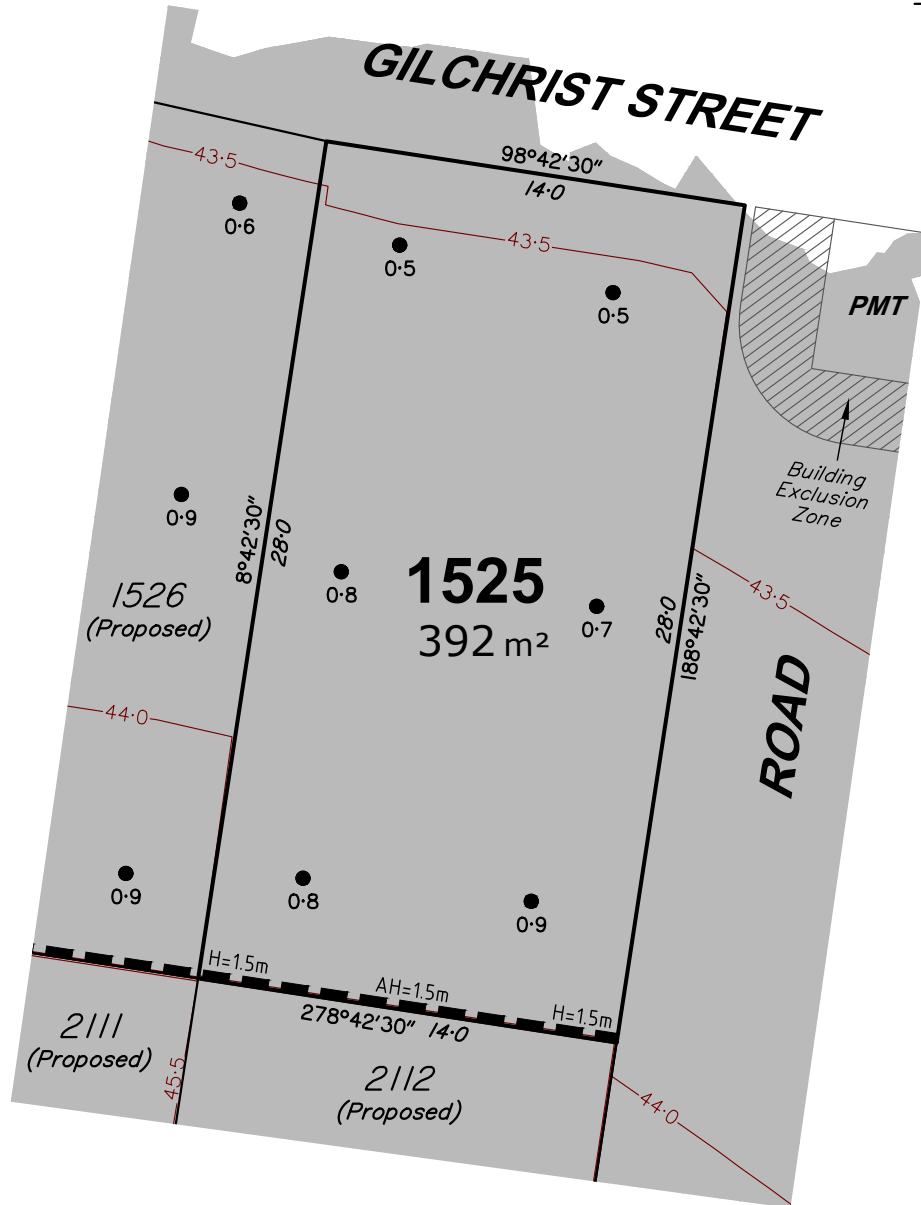 GILCHRIST STREET
98°42'30"
14·0
43·5
0·6
0·5
43·5
0·5
PMT
Building
Exclusion
Zone
0·9
8°42'30"
28·0
0·8
1525
392 m²
0·7
28·0
188°42'30"
43·5
1526
(Proposed)
ROAD
44·0
0·9
0·8
0·9
H=1.5m
AH=1.5m
H=1.5m
278°42'30" 14·0
2111
(Proposed)
45·5
2112
(Proposed)
44·0